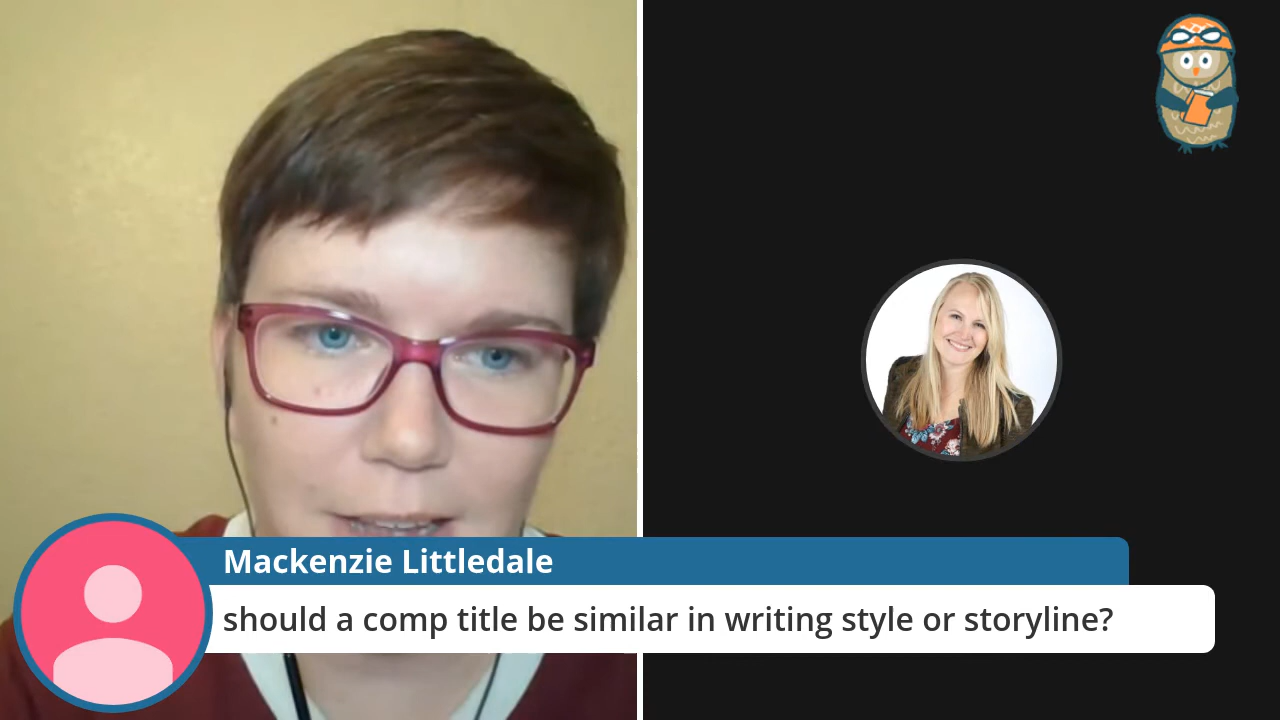 Mackenzie Littledale
should a comp title be similar in writing style or storyline?